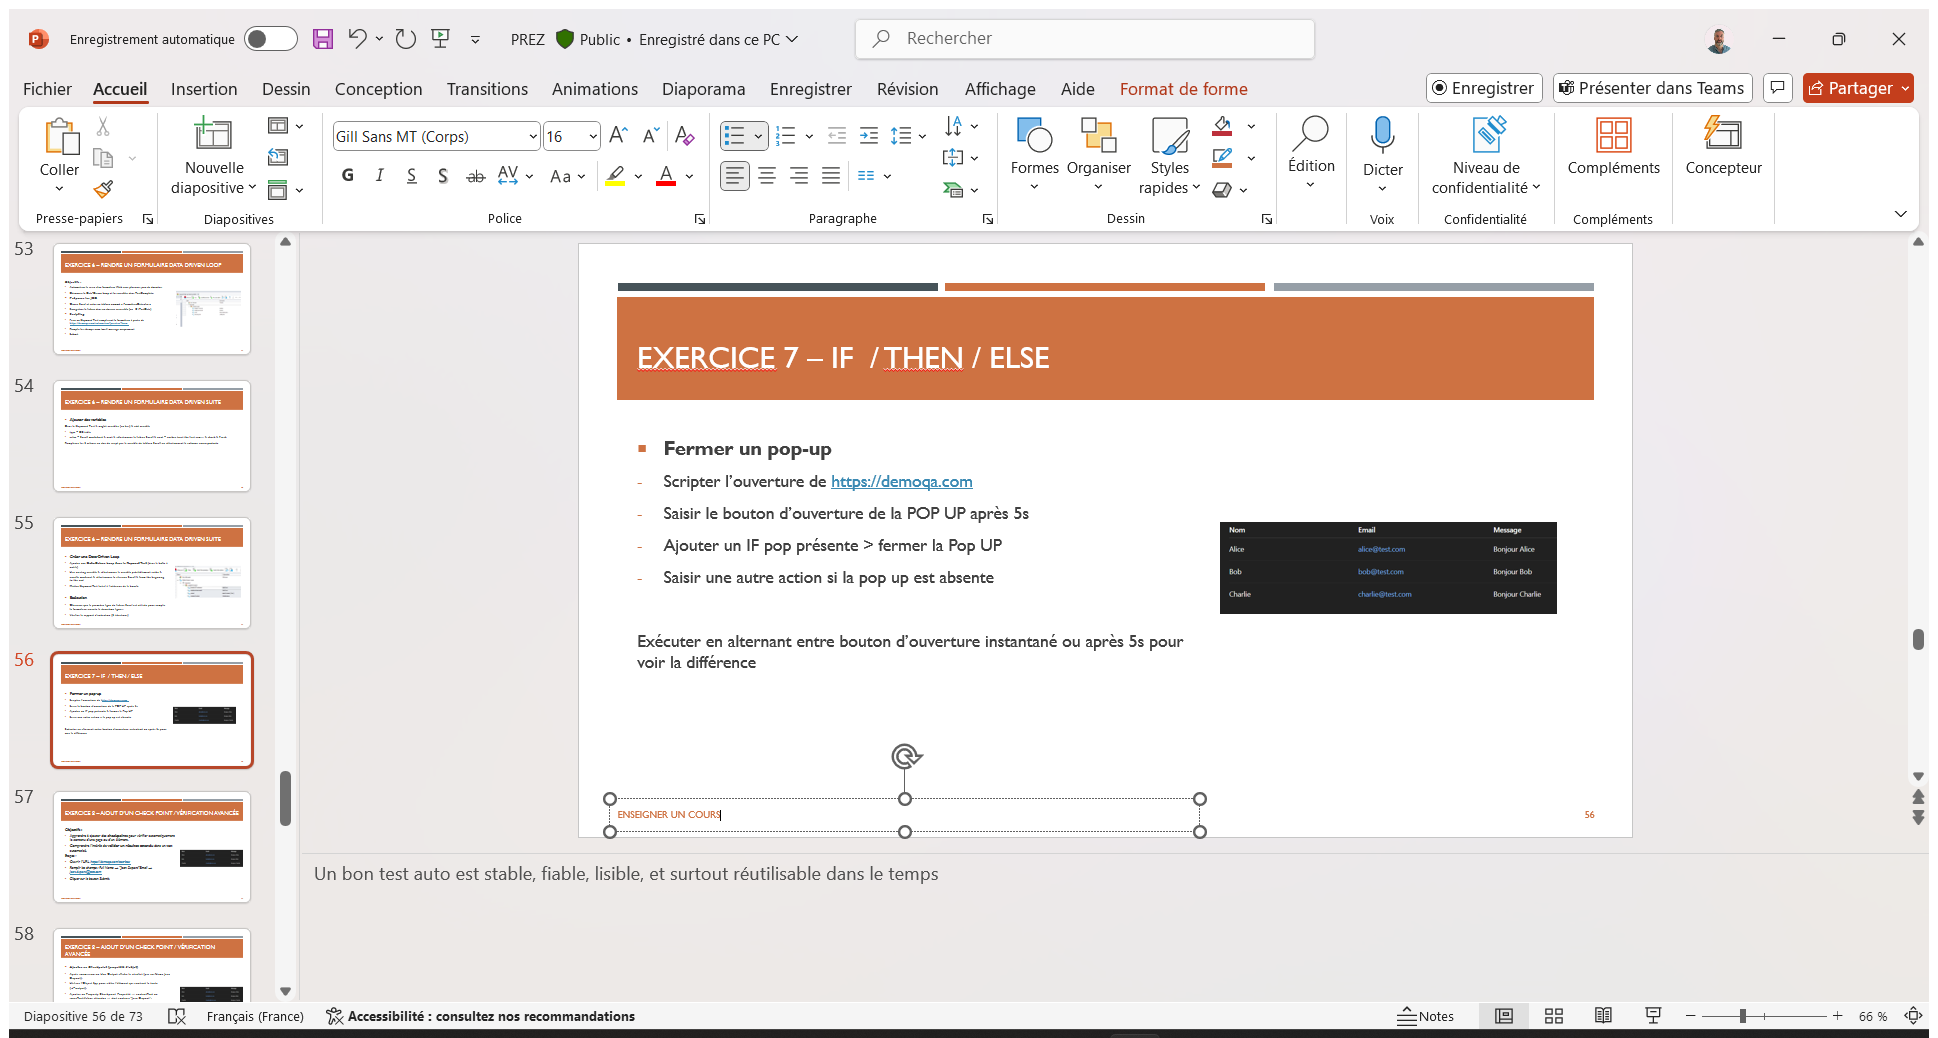 Enregistrement automatique
PREZ Public • Enregistré dans ce PC
Rechercher
Fichier Accueil Insertion Dessin Conception Transitions Animations Diaporama Enregistrer Révision Affichage Aide Format de forme
Enregistrer Présenter dans Teams Partager
Coller
Presse-papiers
Nouvelle
diapositive
Diapositives
Gill Sans MT (Corps) 16
G I S S ab AV Aa A
Police
Paragraphe
Formes Organiser Styles
rapides
Dessin
Édition
Dicter
Voix
Niveau de
confidentialité
Confidentialité
Compléments
Compléments
Concepteur
53
EXERCICE 6 – RENDRE UN FORMULAIRE DATA DRIVEN LOOP
54
EXERCICE 6 – RENDRE UN FORMULAIRE DATA DRIVEN SUITE
55
EXERCICE 6 – RENDRE UN FORMULAIRE DATA DRIVEN SUITE
56
EXERCICE 7 – IF / THEN / ELSE
57
EXERCICE 8 – AJOUT D'UN CHECK POINT / VÉRIFICATION AVANCÉE
58
EXERCICE 8 – AJOUT D'UN CHECK POINT / VÉRIFICATION
AVANCÉE
EXERCICE 7 – IF / THEN / ELSE
Fermer un pop-up
- Scripter l’ouverture de https://demoqa.com
- Saisir le bouton d’ouverture de la POP UP après 5s
- Ajouter un IF pop présente > fermer la Pop UP
- Saisir une autre action si la pop up est absente
Exécuter en alternant entre bouton d’ouverture instantané ou après 5s pour
voir la différence
Nom Email Message
Alice alice@test.com Bonjour Alice
Bob bob@test.com Bonjour Bob
Charlie charlie@test.com Bonjour Charlie
ENSEIGNER UN COURS
56
Un bon test auto est stable, fiable, lisible, et surtout réutilisable dans le temps
Diapositive 56 de 73 Français (France) Accessibilité : consultez nos recommandations Notes 66 %